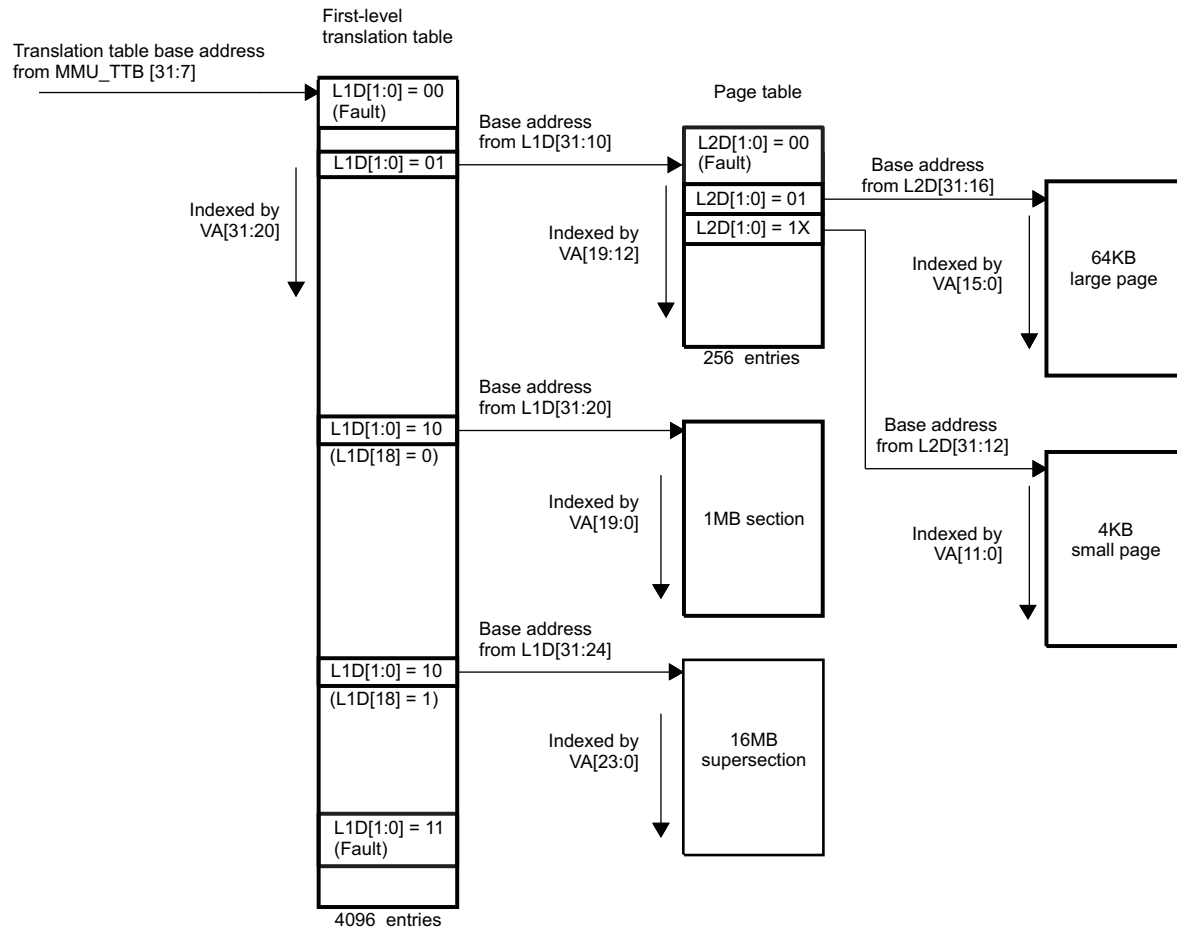 First-level
translation table
Translation table base address
from MMU_TTB [31:7]
L1D[1:0] = 00
(Fault)
L1D[1:0] = 01
Indexed by
VA[31:20]
Base address
from L1D[31:10]
Page table
L2D[1:0] = 00
(Fault)
L2D[1:0] = 01
L2D[1:0] = 1X
Indexed by
VA[19:12]
256 entries
Base address
from L2D[31:16]
Indexed by
VA[15:0]
64KB
large page
Base address
from L2D[31:12]
Indexed by
VA[11:0]
4KB
small page
L1D[1:0] = 10
(L1D[18] = 0)
Base address
from L1D[31:20]
Indexed by
VA[19:0]
1MB section
L1D[1:0] = 10
(L1D[18] = 1)
Base address
from L1D[31:24]
Indexed by
VA[23:0]
16MB
supersection
L1D[1:0] = 11
(Fault)
4096 entries